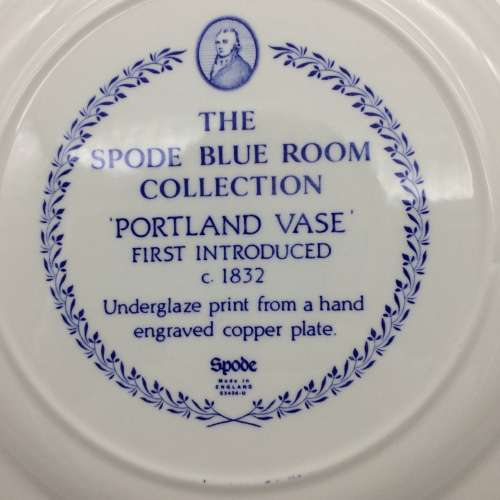 THE
SPODE BLUE ROOM
COLLECTION
'PORTLAND VASE'
FIRST INTRODUCED
c. 1832
Underglaze print from a hand
engraved copper plate.
Spode
Made in
ENGLAND
S3456-U